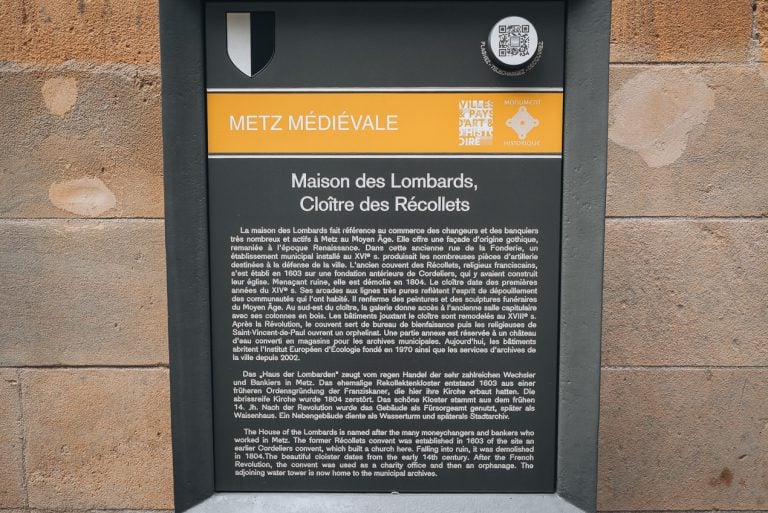 FLASHEZ • TÉLÉCHARGEZ • DÉCOUVREZ
METZ MÉDIÉVALE
VILLES
& PAYS
D'ART &
D'HISTO
IRE
MONUMENT
HISTORIQUE
Maison des Lombards,
Cloître des Récollets
La maison des Lombards fait référence au commerce des changeurs et des banquiers
très nombreux et actifs à Metz au Moyen Âge. Elle offre une façade d'origine gothique,
remaniée à l'époque Renaissance. Dans cette ancienne rue de la Fonderie, un
établissement municipal installé au XVIe s. produisait les nombreuses pièces d'artillerie
destinées à la défense de la ville. L'ancien couvent des Récollets, religieux franciscains,
s'est établi en 1603 sur une fondation antérieure de Cordeliers, qui y avaient construit
leur église. Menaçant ruine, elle est démolie en 1804. Le cloître date des premières
années du XIVe s. Ses arcades aux lignes très pures reflètent l'esprit de dépouillement
des communautés qui l'ont habité. Il renferme des peintures et des sculptures funéraires
du Moyen Âge. Au sud-est du cloître, la galerie donne accès à l'ancienne salle capitulaire
avec ses colonnes en bois. Les bâtiments jouxtant le cloître sont remodelés au XVIIIe s.
Après la Révolution, le couvent sert de bureau de bienfaisance puis les religieuses de
Saint-Vincent-de-Paul ouvrent un orphelinat. Une partie annexe est réservée à un château
d'eau converti en magasins pour les archives municipales. Aujourd'hui, les bâtiments
abritent l'Institut Européen d'Écologie fondé en 1970 ainsi que les services d'archives de
la ville depuis 2002.
Das „Haus der Lombarden" zeugt vom regen Handel der sehr zahlreichen Wechsler
und Bankiers in Metz. Das ehemalige Rekollektenkloster entstand 1603 aus einer
früheren Ordensgründung der Franziskaner, die hier ihre Kirche erbaut hatten. Die
abrissreife Kirche wurde 1804 zerstört. Das schöne Kloster stammt aus dem frühen
14. Jh. Nach der Revolution wurde das Gebäude als Fürsorgeamt genutzt, später als
Waisenhaus. Ein Nebengebäude diente als Wasserturm und späterals Stadtarchiv.
The House of the Lombards is named after the many moneychangers and bankers who
worked in Metz. The former Récollets convent was established in 1603 of the site an
earlier Cordeliers convent, which built a church here. Falling into ruin, it was demolished
in 1804.The beautiful cloister dates from the early 14th century. After the French
Revolution, the convent was used as a charity office and then an orphanage. The
adjoining water tower is now home to the municipal archives.